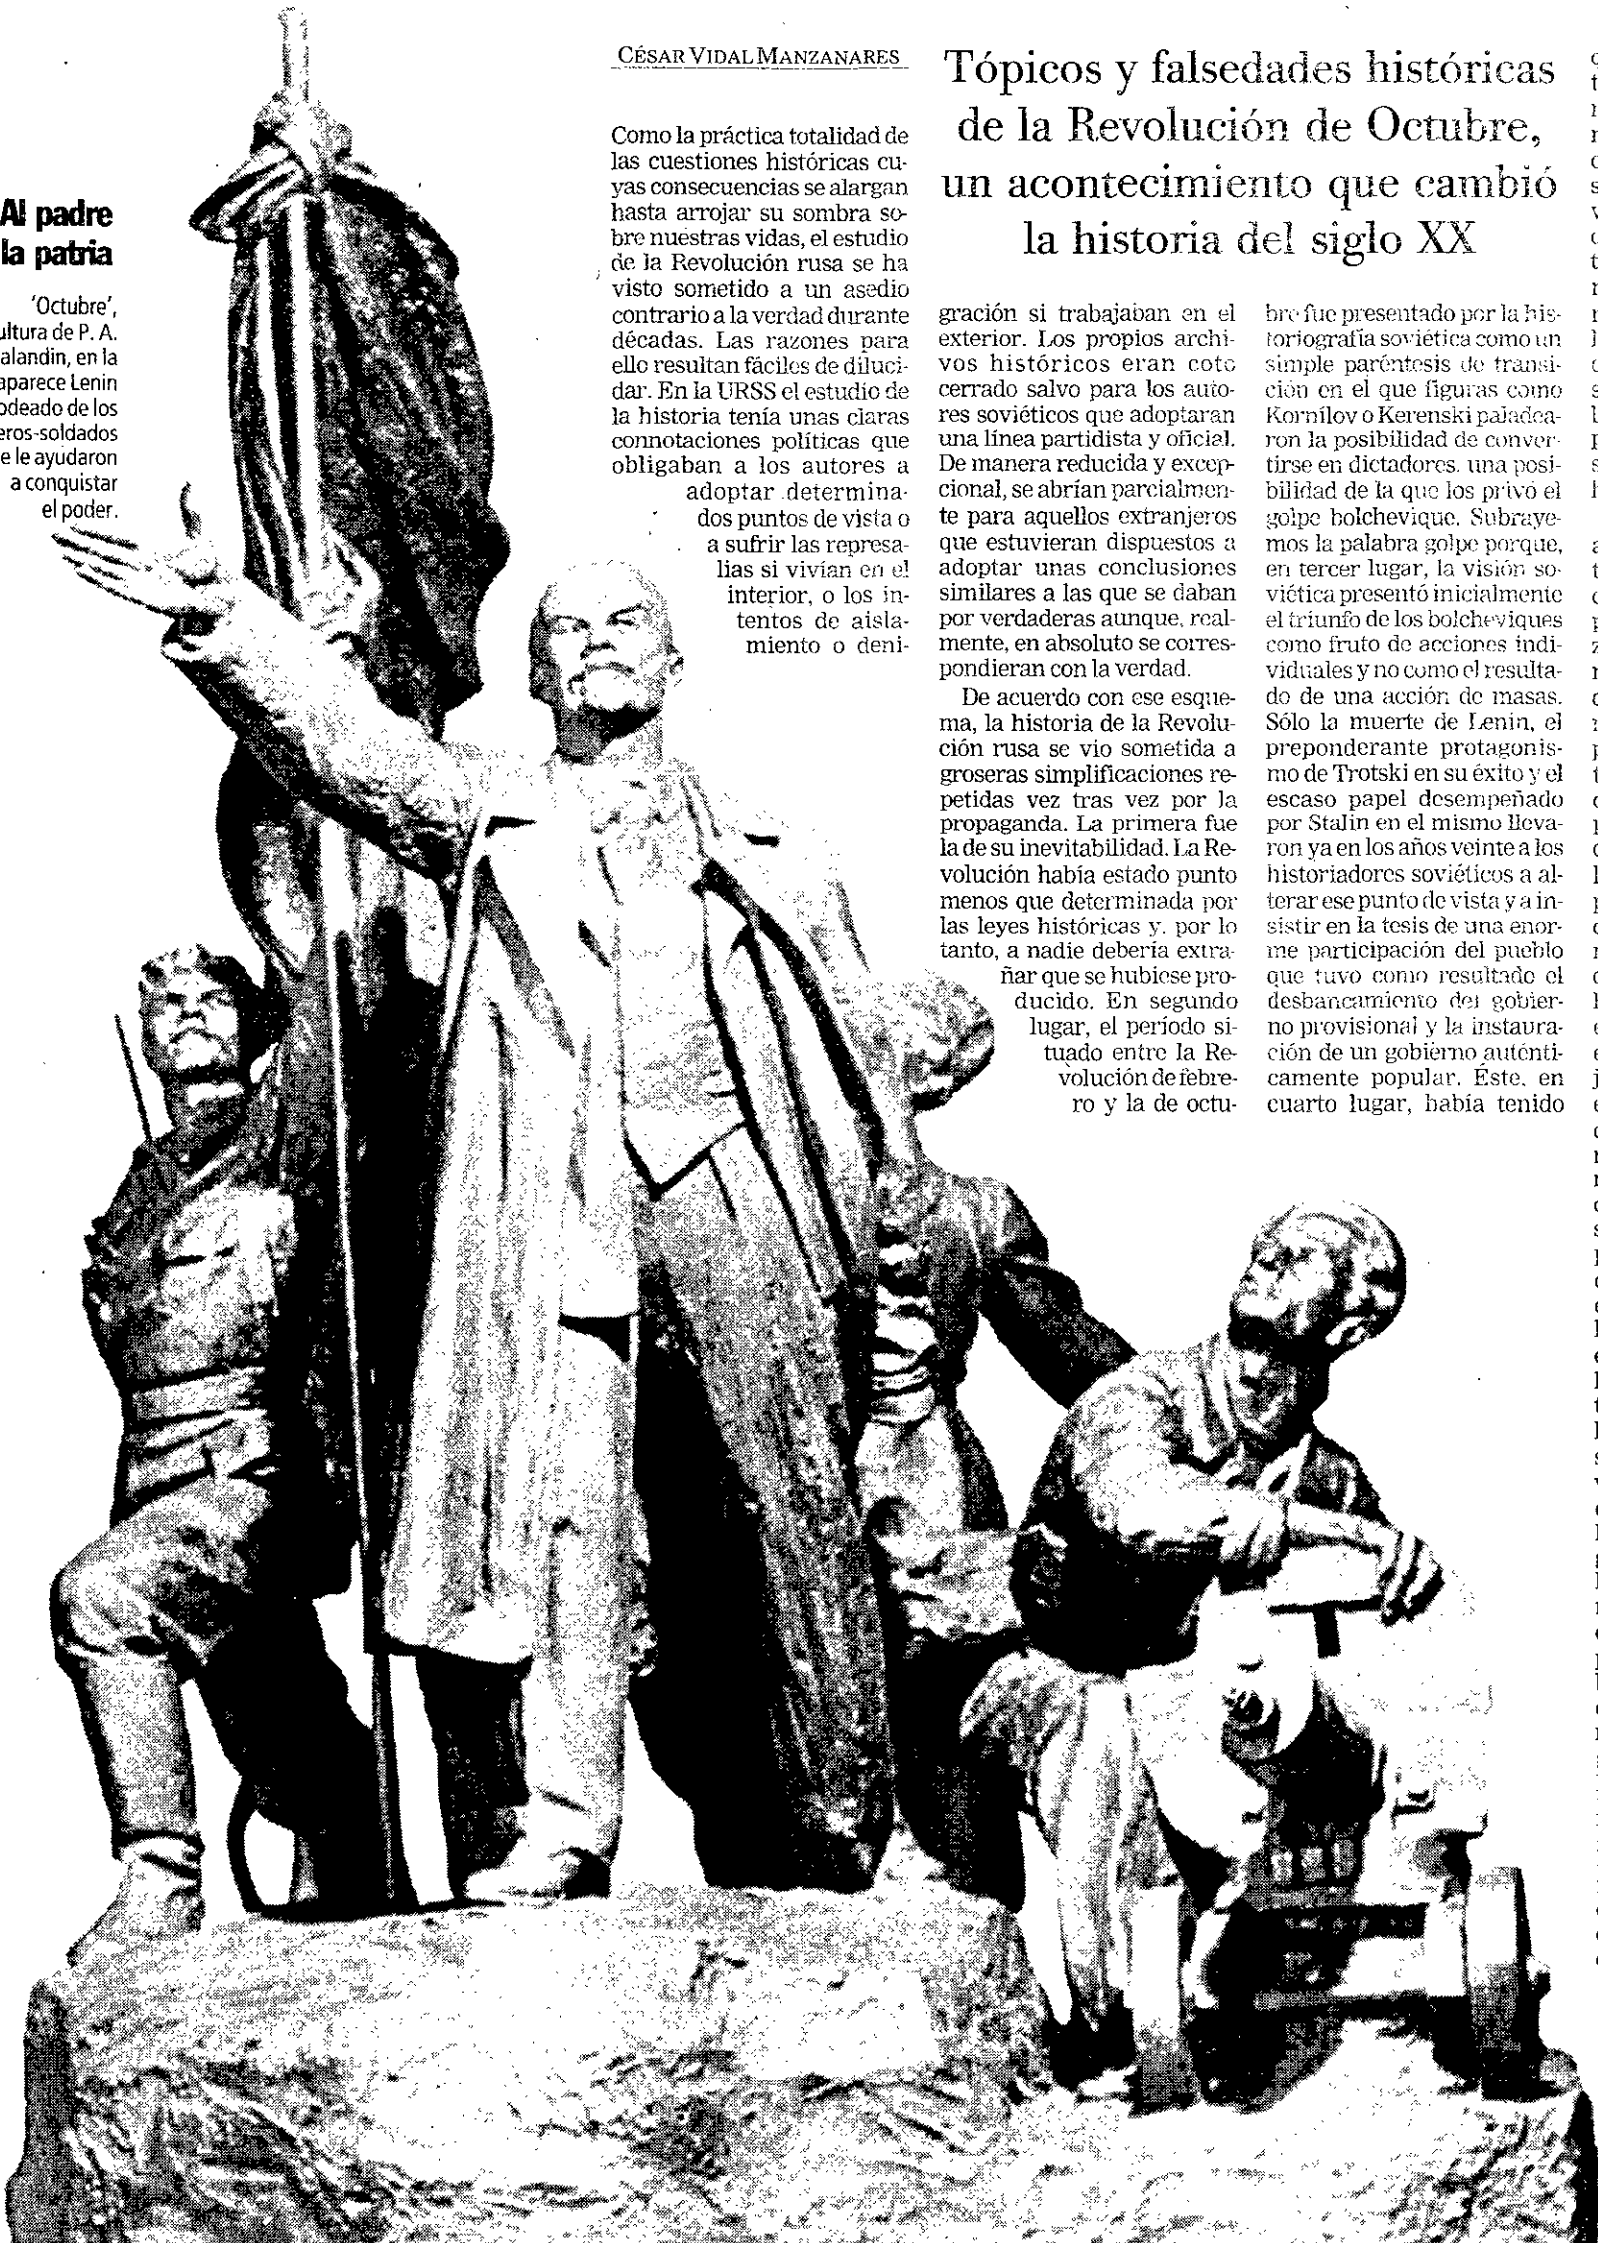 CÉSAR VIDAL MANZANARES
Tópicos y falsedades históricas
de la Revolución de Octubre,
un acontecimiento que cambió
la historia del siglo XX
Al padre
la patria
'Octubre',
ultura de P. A.
alandin, en la
aparece Lenin
odeado de los
eros-soldados
e le ayudaron
a conquistar
el poder.
Como la práctica totalidad de
las cuestiones históricas cu-
yas consecuencias se alargan
hasta arrojar su sombra so-
bre nuestras vidas, el estudio
de la Revolución rusa se ha
visto sometido a un asedio
contrario a la verdad durante
décadas. Las razones para
ello resultan fáciles de diluci-
dar. En la URSS el estudio de
la historia tenía unas claras
connotaciones políticas que
obligaban a los autores a
adoptar determina-
dos puntos de vista o
a sufrir las represa-
lias si vivían en el
interior, o los in-
tentos de aisla-
miento o deni-
gración si trabajaban en el
exterior. Los propios archi-
vos históricos eran coto
cerrado salvo para los auto-
res soviéticos que adoptaran
una línea partidista y oficial.
De manera reducida y excep-
cional, se abrían parcialmen-
te para aquellos extranjeros
que estuvieran dispuestos a
adoptar unas conclusiones
similares a las que se daban
por verdaderas aunque, real-
mente, en absoluto se corres-
pondieran con la verdad.
De acuerdo con ese esque-
ma, la historia de la Revolu-
ción rusa se vio sometida a
groseras simplificaciones re-
petidas vez tras vez por la
propaganda. La primera fue
la de su inevitabilidad. La Re-
volución había estado punto
menos que determinada por
las leyes históricas y, por lo
tanto, a nadie debería extra-
ñar que se hubiese pro-
ducido. En segundo
lugar, el período si-
tuado entre la Re-
volución de febre-
ro y la de octu-
bre fue presentado por la his-
toriografía soviética como un
simple paréntesis de transi-
ción en el que figuras como
Kornílov o Kerenski paladea-
ron la posibilidad de conver-
tirse en dictadores, una posi-
bilidad de la que los privó el
golpe bolchevique. Subraye-
mos la palabra golpe porque,
en tercer lugar, la visión so-
viética presentó inicialmente
el triunfo de los bolcheviques
como fruto de acciones indi-
viduales y no como el resulta-
do de una acción de masas.
Sólo la muerte de Lenin, el
preponderante protagonis-
mo de Trotski en su éxito y el
escaso papel desempeñado
por Stalin en el mismo lleva-
ron ya en los años veinte a los
historiadores soviéticos a al-
terar ese punto de vista y a in-
sistir en la tesis de una enor-
me participación del pueblo
que tuvo como resultado el
desbancamiento del gobier-
no provisional y la instaura-
ción de un gobierno auténti-
camente popular. Éste, en
cuarto lugar, había tenido